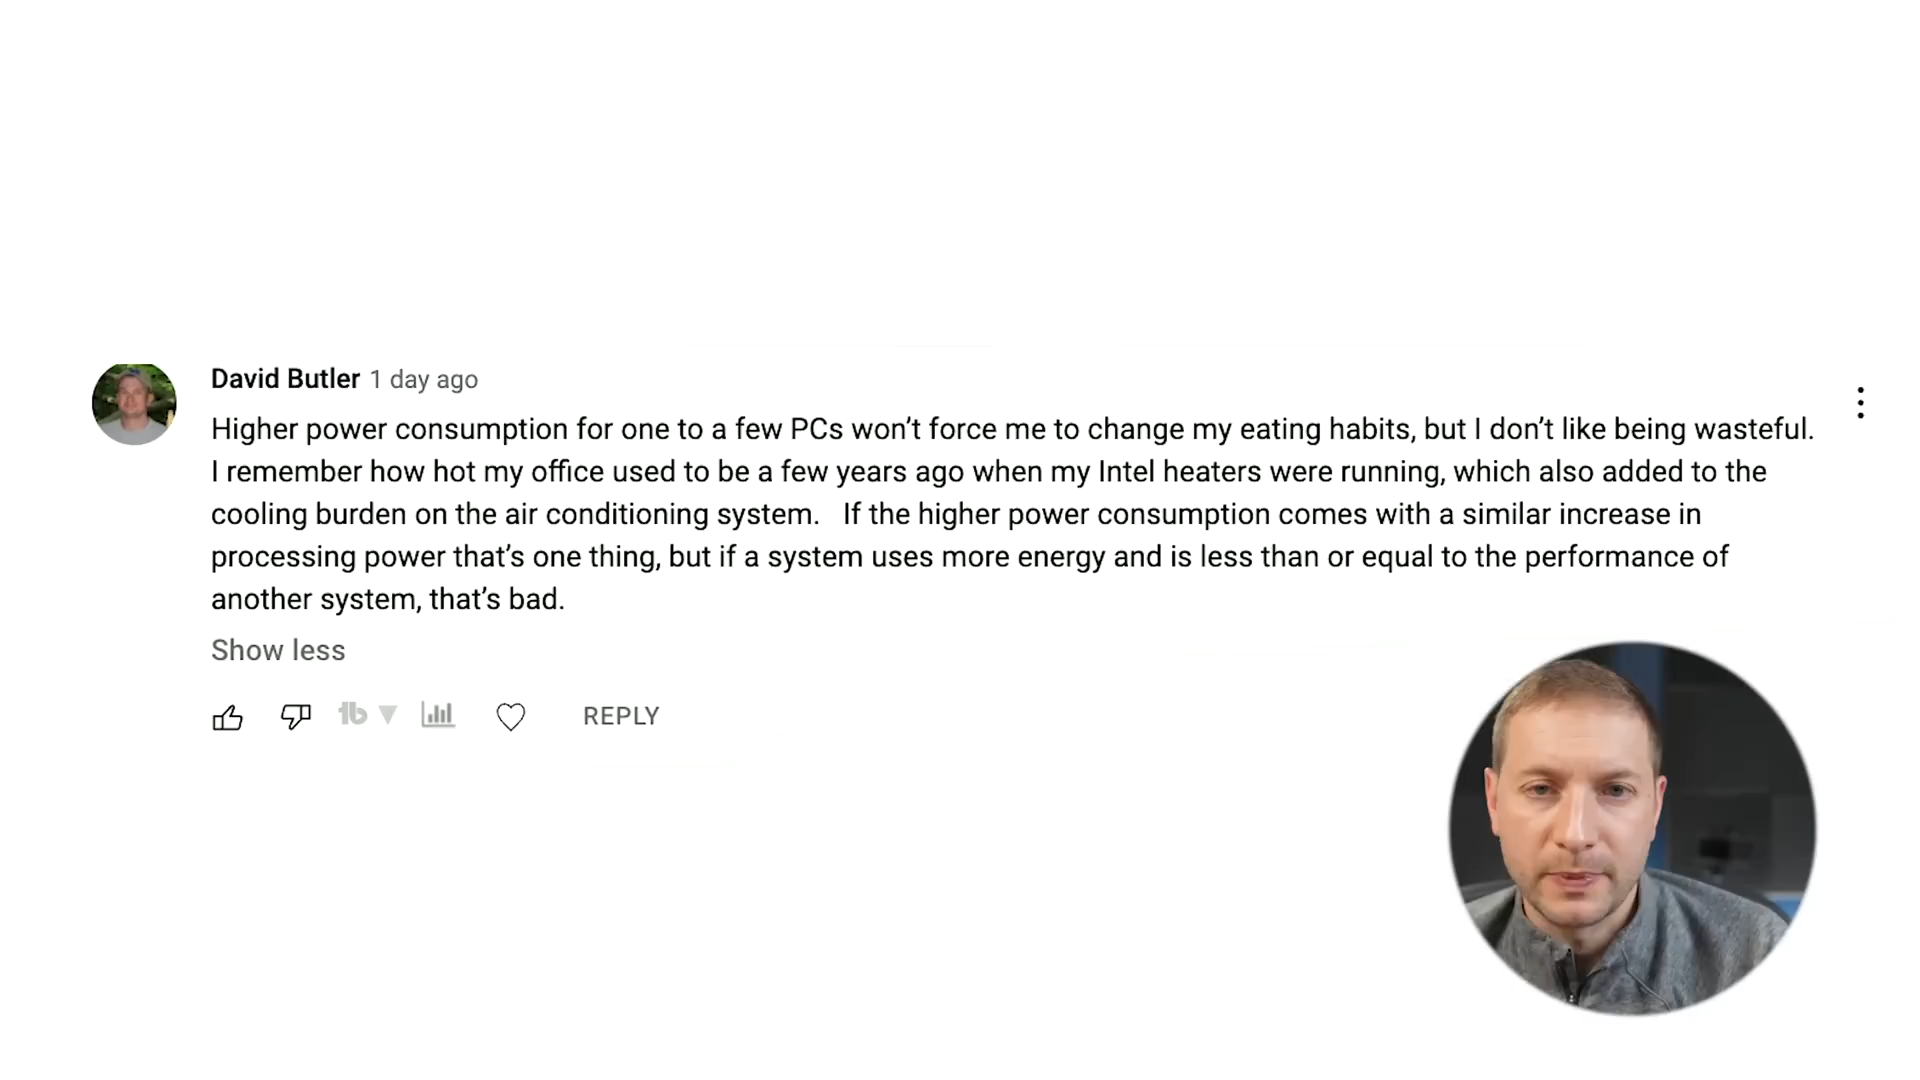 David Butler 1 day ago
Higher power consumption for one to a few PCs won’t force me to change my eating habits, but I don’t like being wasteful.
I remember how hot my office used to be a few years ago when my Intel heaters were running, which also added to the
cooling burden on the air conditioning system.   If the higher power consumption comes with a similar increase in
processing power that’s one thing, but if a system uses more energy and is less than or equal to the performance of
another system, that’s bad.
Show less
tb REPLY